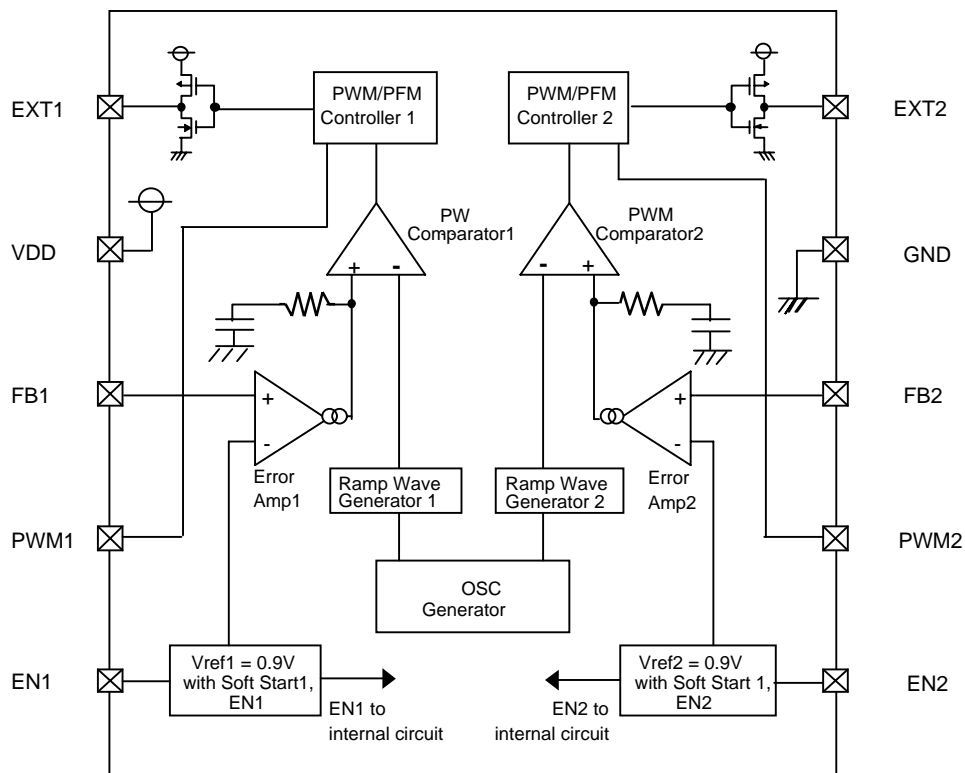 EXT1
PWM/PFM
Controller 1
PWM/PFM
Controller 2
EXT2
VDD
PW
Comparator1
PWM
Comparator2
GND
+
-
-
+
FB1
+
-
Error
Amp1
+
-
Error
Amp2
FB2
Ramp Wave
Generator 1
Ramp Wave
Generator 2
PWM1
PWM2
OSC
Generator
EN1
Vref1 = 0.9V
with Soft Start1,
EN1
EN1 to
internal circuit
EN2 to
internal circuit
Vref2 = 0.9V
with Soft Start 1,
EN2
EN2